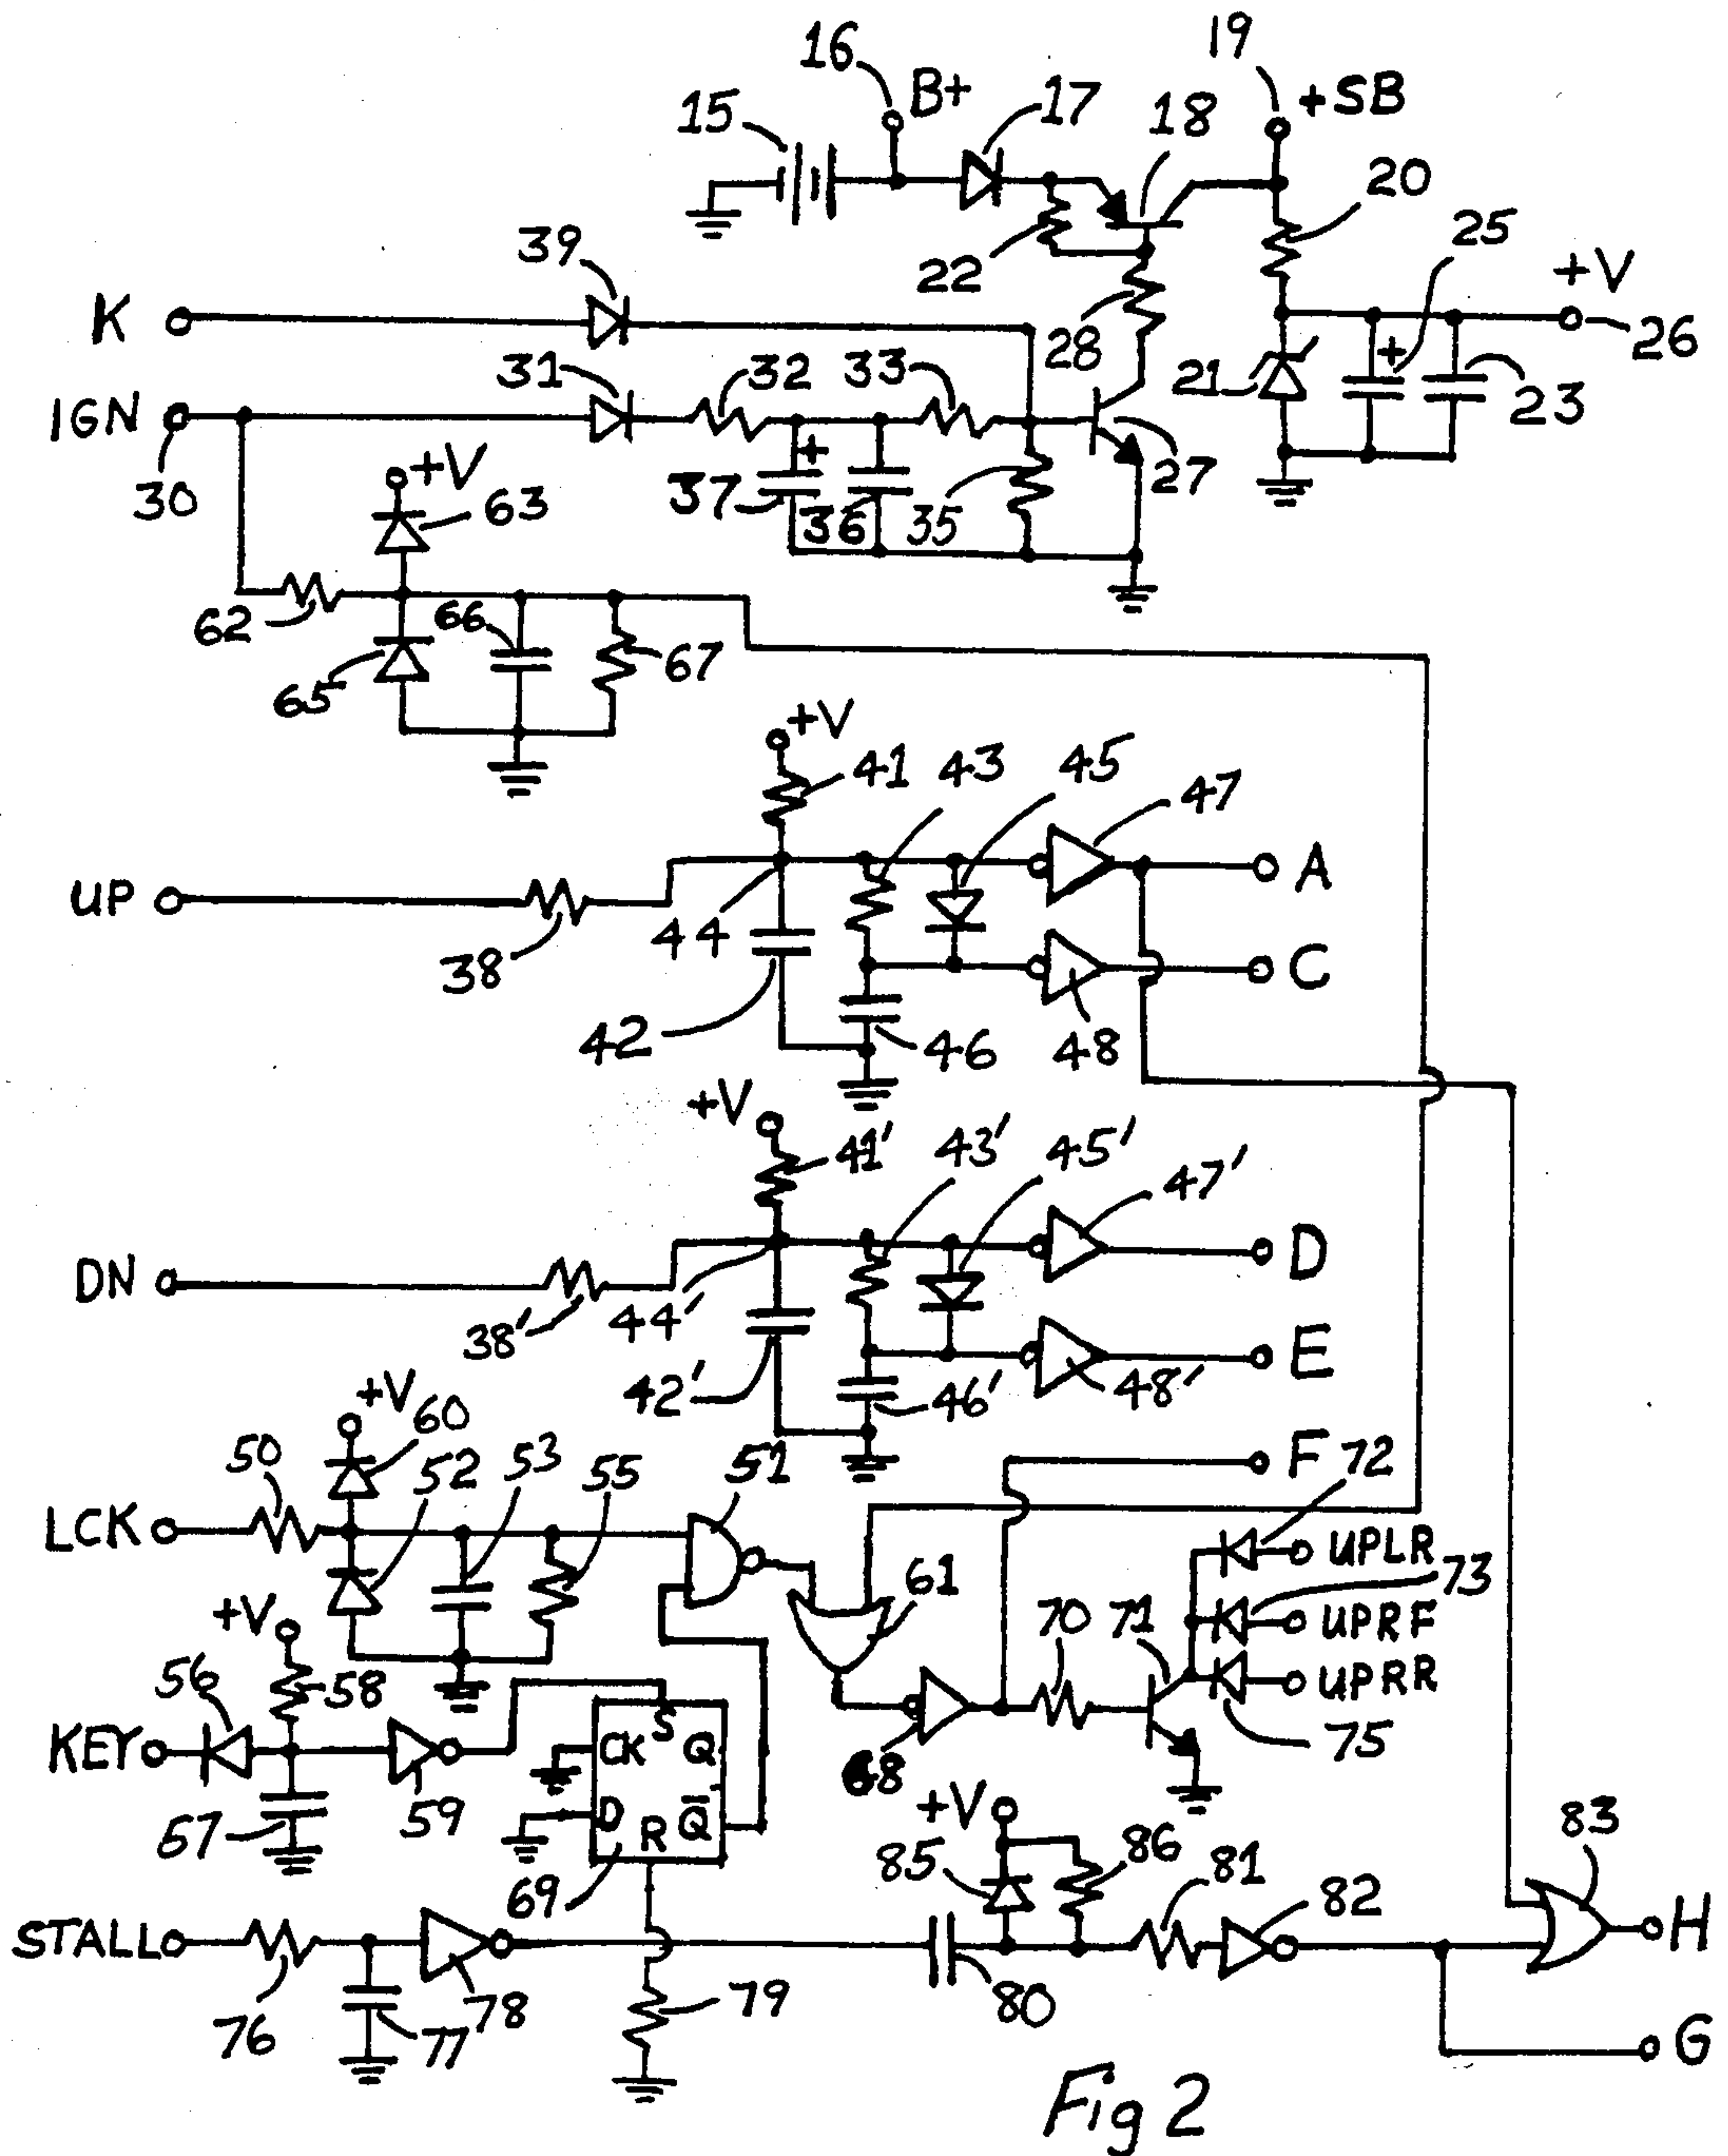 16
B+
19
+SB
15
17
18
20
25
+V
39
22
28
26
K
31
32
33
21
23
IGN
30
+V
63
+
37
36
35
27
+
62
66
67
65
+V
41
43
45
47
UP
A
38
44
C
42
46
48
+V
41'
43'
45'
47'
DN
D
38'
44'
E
42'
46'
48'
+V
60
50
52
53
55
51
F
72
LCK
61
UPLR
73
+V
UPRF
56
58
70
71
UPRR
KEY
S
CK
Q
75
57
59
D
R
Q̅
68
69
+V
85
86
81
82
83
STALL
H
76
77
78
79
80
G
Fig 2